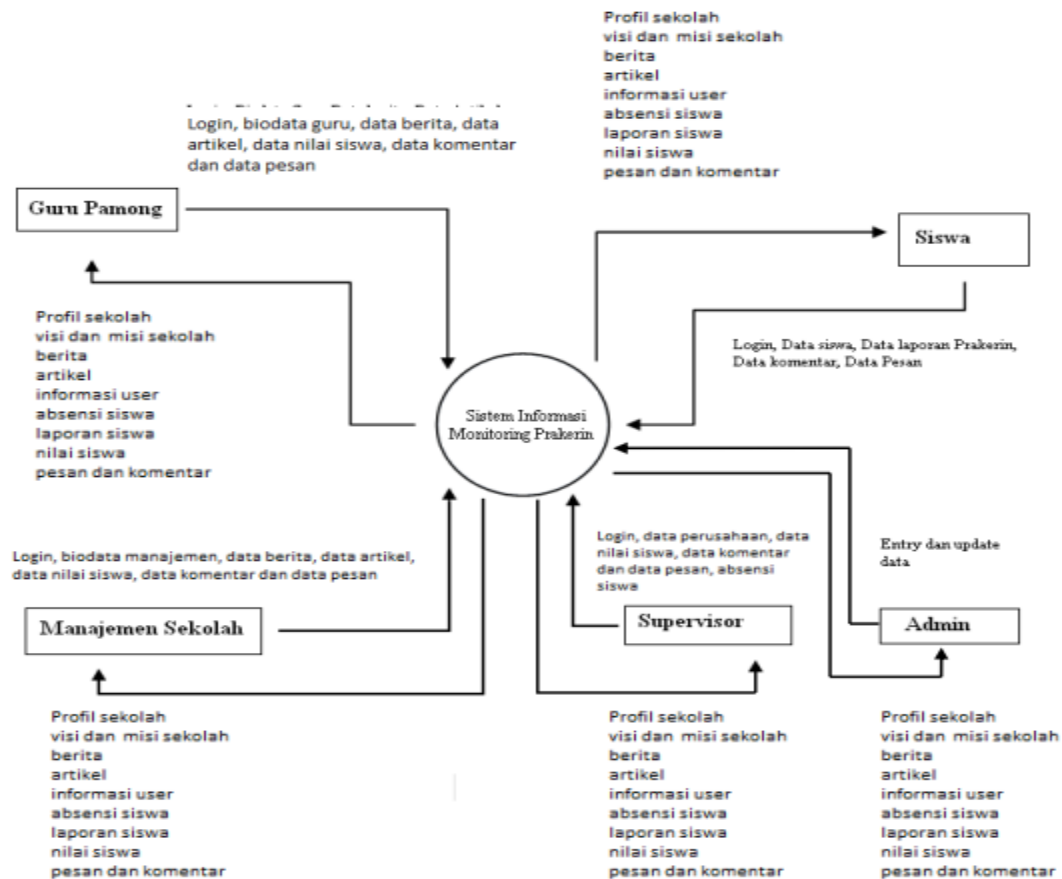 Profil sekolah
visi dan misi sekolah
berita
artikel
informasi user
absensi siswa
laporan siswa
nilai siswa
pesan dan komentar
Login, biodata guru, data berita, data
artikel, data nilai siswa, data komentar
dan data pesan
Guru Pamong
Siswa
Profil sekolah
visi dan misi sekolah
berita
artikel
informasi user
absensi siswa
laporan siswa
nilai siswa
pesan dan komentar
Login, Data siswa, Data laporan Prakerin,
Data komentar, Data Pesan
Sistem Informasi
Monitoring Prakerin
Login, biodata manajemen, data berita, data artikel,
data nilai siswa, data komentar dan data pesan
Login, data perusahaan, data
nilai siswa, data komentar
dan data pesan, absensi
siswa
Entry dan update
data
Manajemen Sekolah
Supervisor
Admin
Profil sekolah
visi dan misi sekolah
berita
artikel
informasi user
absensi siswa
laporan siswa
nilai siswa
pesan dan komentar
Profil sekolah
visi dan misi sekolah
berita
artikel
informasi user
absensi siswa
laporan siswa
nilai siswa
pesan dan komentar
Profil sekolah
visi dan misi sekolah
berita
artikel
informasi user
absensi siswa
laporan siswa
nilai siswa
pesan dan komentar